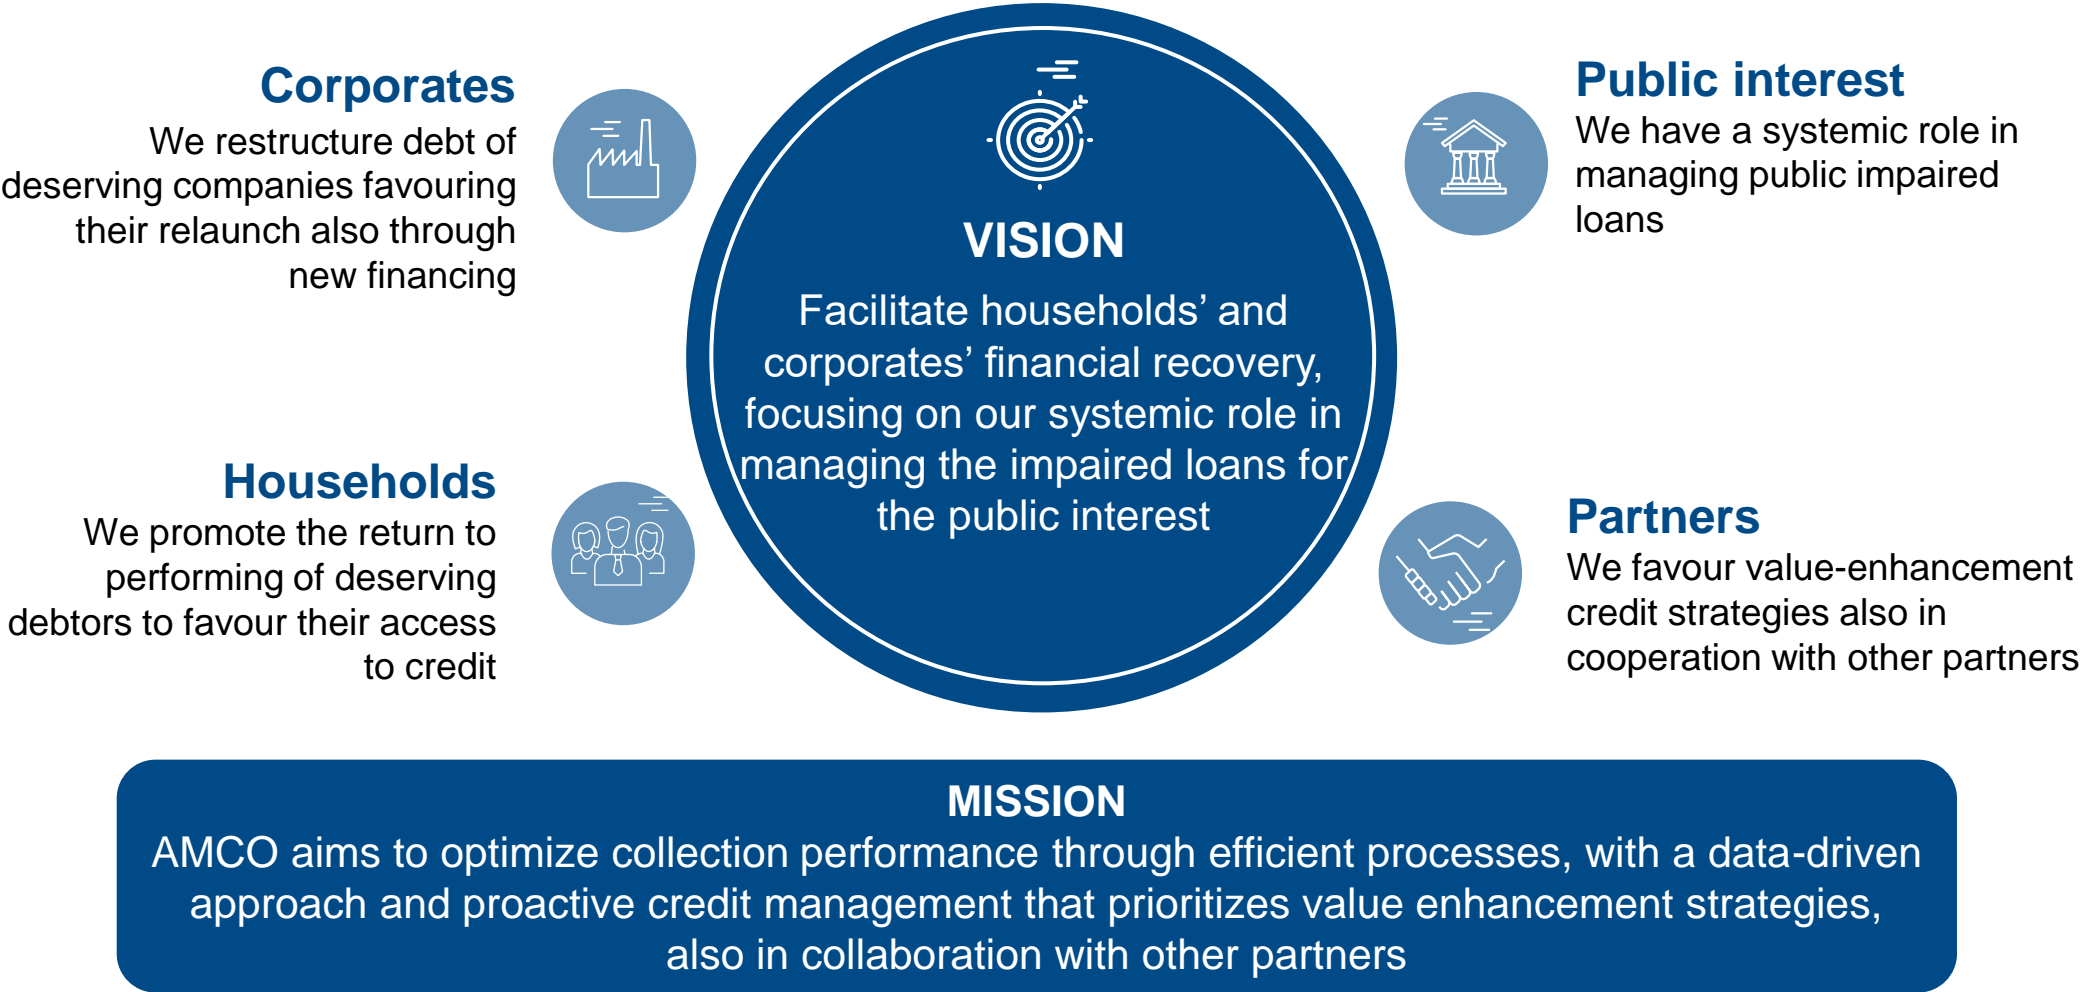 Corporates
We restructure debt of
deserving companies favouring
their relaunch also through
new financing
Households
We promote the return to
performing of deserving
debtors to favour their access
to credit
VISION
Facilitate households’ and
corporates’ financial recovery,
focusing on our systemic role in
managing the impaired loans for
the public interest
Public interest
We have a systemic role in
managing public impaired
loans
Partners
We favour value-enhancement
credit strategies also in
cooperation with other partners
MISSION
AMCO aims to optimize collection performance through efficient processes, with a data-driven
approach and proactive credit management that prioritizes value enhancement strategies,
also in collaboration with other partners